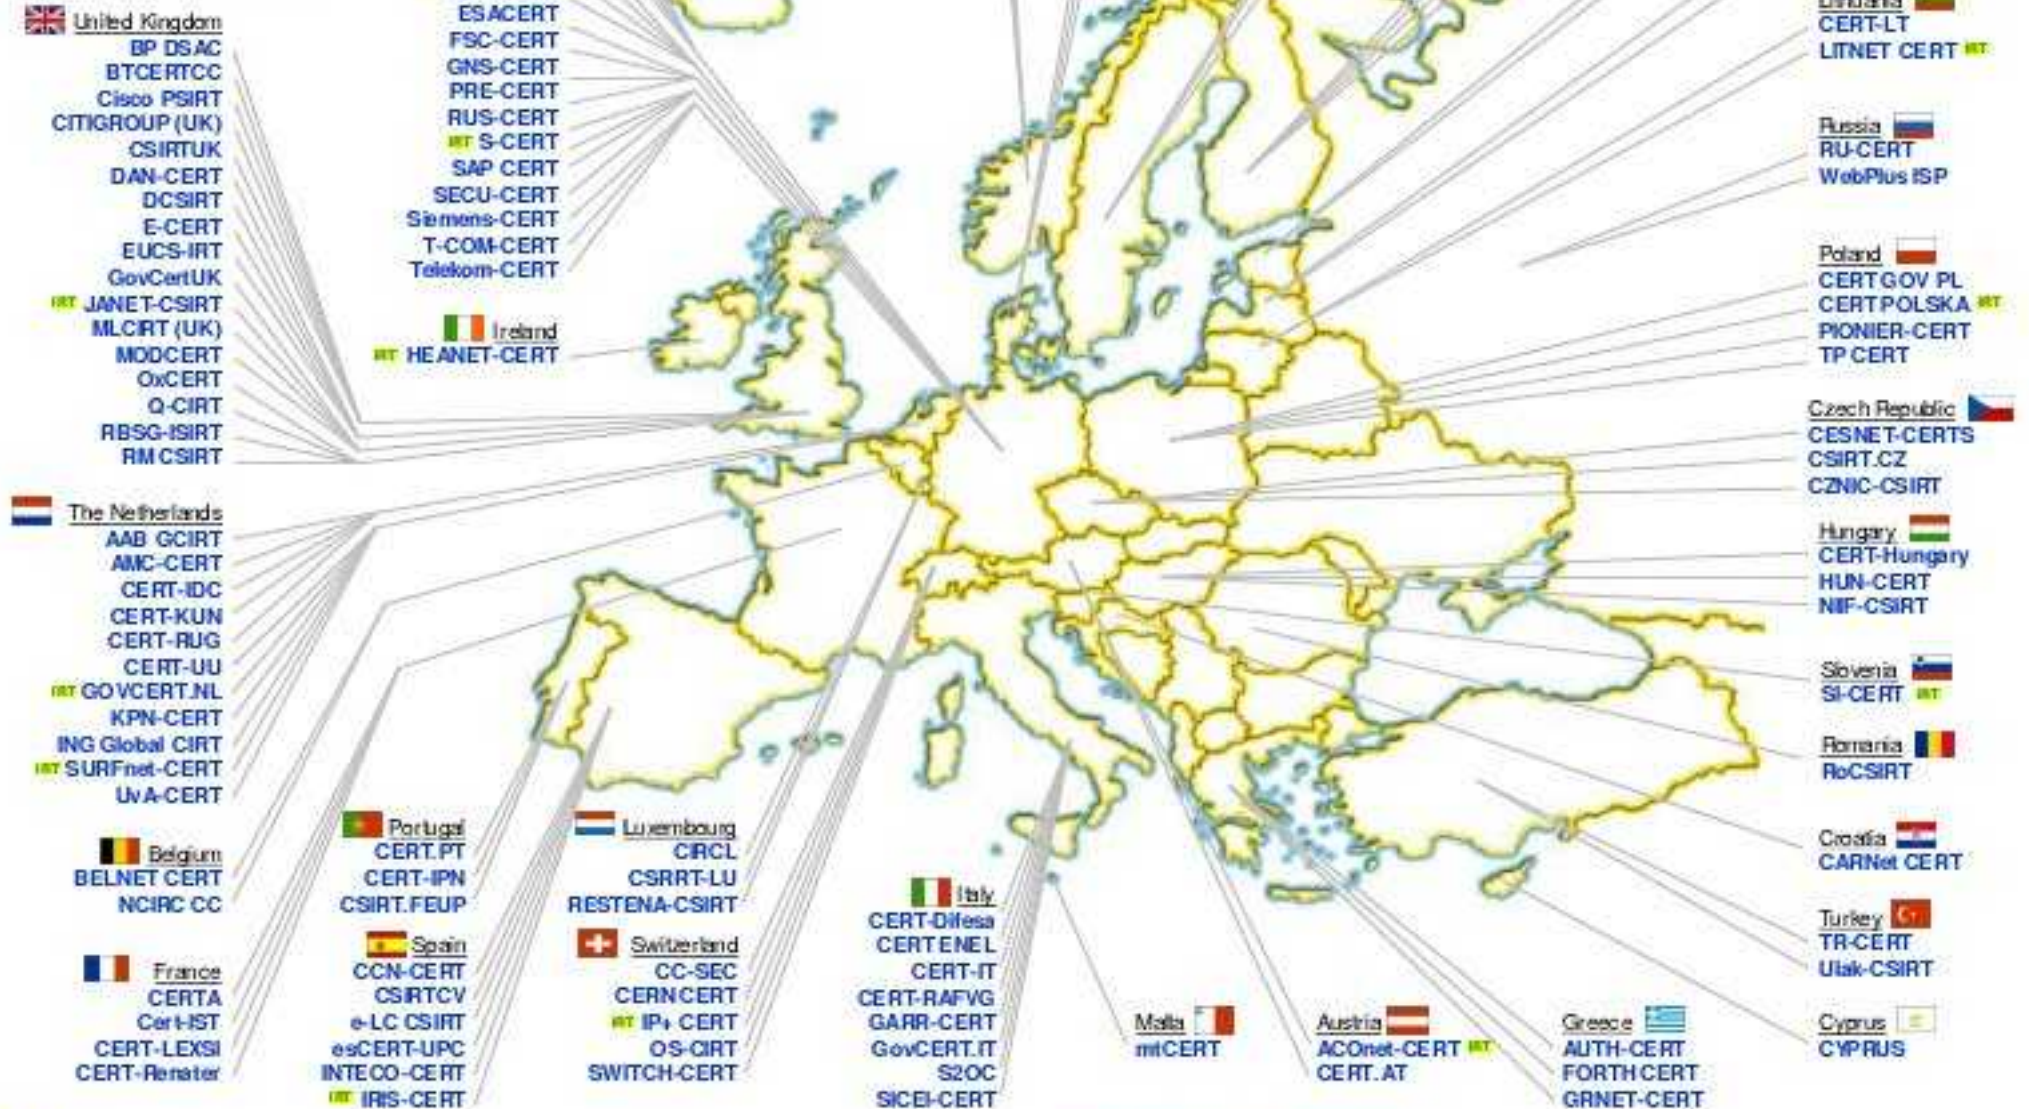 United Kingdom
BP DSAC
BTCERTCC
Cisco PSIRT
CITIGROUP (UK)
CSIRTUK
DAN-CERT
DCSIRT
E-CERT
EUCS-IRT
GovCertUK
IRT JANET-CSIRT
MLCIRT (UK)
MODCERT
OxCERT
Q-CIRT
RBSG-ISIRT
RM CSIRT
The Netherlands
AAB GCIRT
AMC-CERT
CERT-IDC
CERT-KUN
CERT-RUG
CERT-UU
IRT GOVCERT.NL
KPN-CERT
ING Global CIRT
IRT SURFnet-CERT
UvA-CERT
Belgium
BELNET CERT
NCIRC CC
France
CERTA
Cert-IST
CERT-LEXSI
CERT-Renater
ESACERT
FSC-CERT
GNS-CERT
PRE-CERT
RUS-CERT
IRT S-CERT
SAP CERT
SECU-CERT
Siemens-CERT
T-COM-CERT
Telekom-CERT
Ireland
IRT HEANET-CERT
Portugal
CERT.PT
CERT-IPN
CSIRT.FEUP
Spain
CCN-CERT
CSIRTCV
e-LC CSIRT
esCERT-UPC
INTECO-CERT
IRT IRIS-CERT
Luxembourg
CIRCL
CSRRT-LU
RESTENA-CSIRT
Switzerland
CC-SEC
CERN CERT
IRT IP+ CERT
OS-CIRT
SWITCH-CERT
Italy
CERT-Difesa
CERT ENEL
CERT-IT
CERT-RAFVG
GARR-CERT
GovCERT.IT
S2OC
SICEI-CERT
Malta
mtCERT
Austria
ACOnet-CERT IRT
CERT.AT
Greece
AUTH-CERT
FORTH CERT
GRNET-CERT
Lithuania
CERT-LT
LITNET CERT IRT
Russia
RU-CERT
WebPlus ISP
Poland
CERT GOV PL
CERT POLSKA IRT
PIONIER-CERT
TP CERT
Czech Republic
CESNET-CERTS
CSIRT.CZ
CZNIC-CSIRT
Hungary
CERT-Hungary
HUN-CERT
NIIF-CSIRT
Slovenia
SI-CERT IRT
Romania
RoCSIRT
Croatia
CARNet CERT
Turkey
TR-CERT
Ulak-CSIRT
Cyprus
CYPRUS